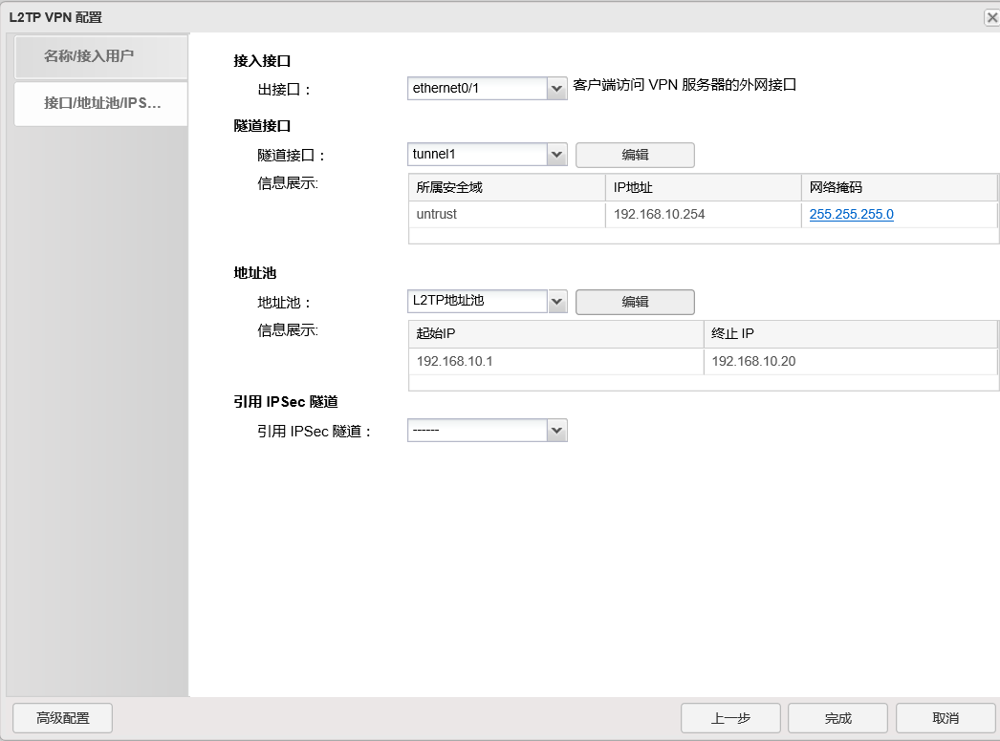 L2TP VPN 配置
名称/接入用户
接口/地址池/IPS...
接入接口
出接口： ethernet0/1 客户端访问 VPN 服务器的外网接口
隧道接口
隧道接口： tunnel1 编辑
信息展示: 所属安全域 IP地址 网络掩码
untrust 192.168.10.254 255.255.255.0
地址池
地址池： L2TP地址池 编辑
信息展示: 起始IP 终止 IP
192.168.10.1 192.168.10.20
引用 IPSec 隧道
引用 IPSec 隧道： ------
高级配置 上一步 完成 取消